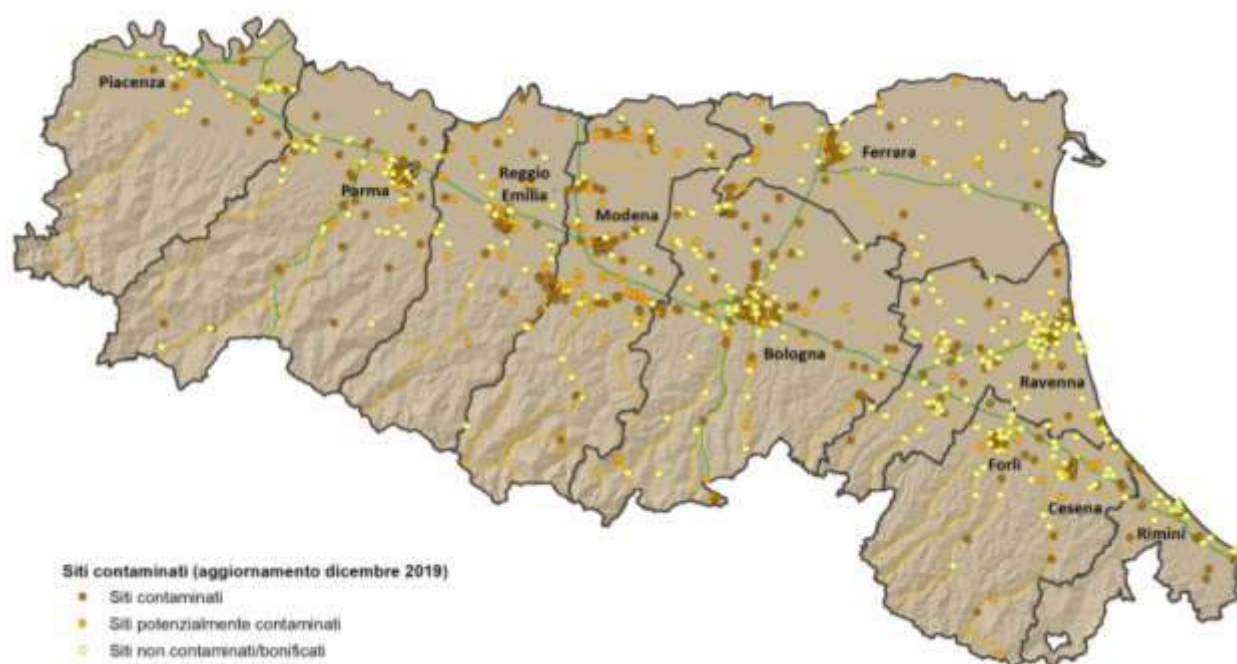 Piacenza
Parma
Reggio
Emilia
Modena
Ferrara
Bologna
Ravenna
Forlì
Cesena
Rimini
Siti contaminati (aggiornamento dicembre 2019)
Siti contaminati
Siti potenzialmente contaminati
Siti non contaminati/bonificati